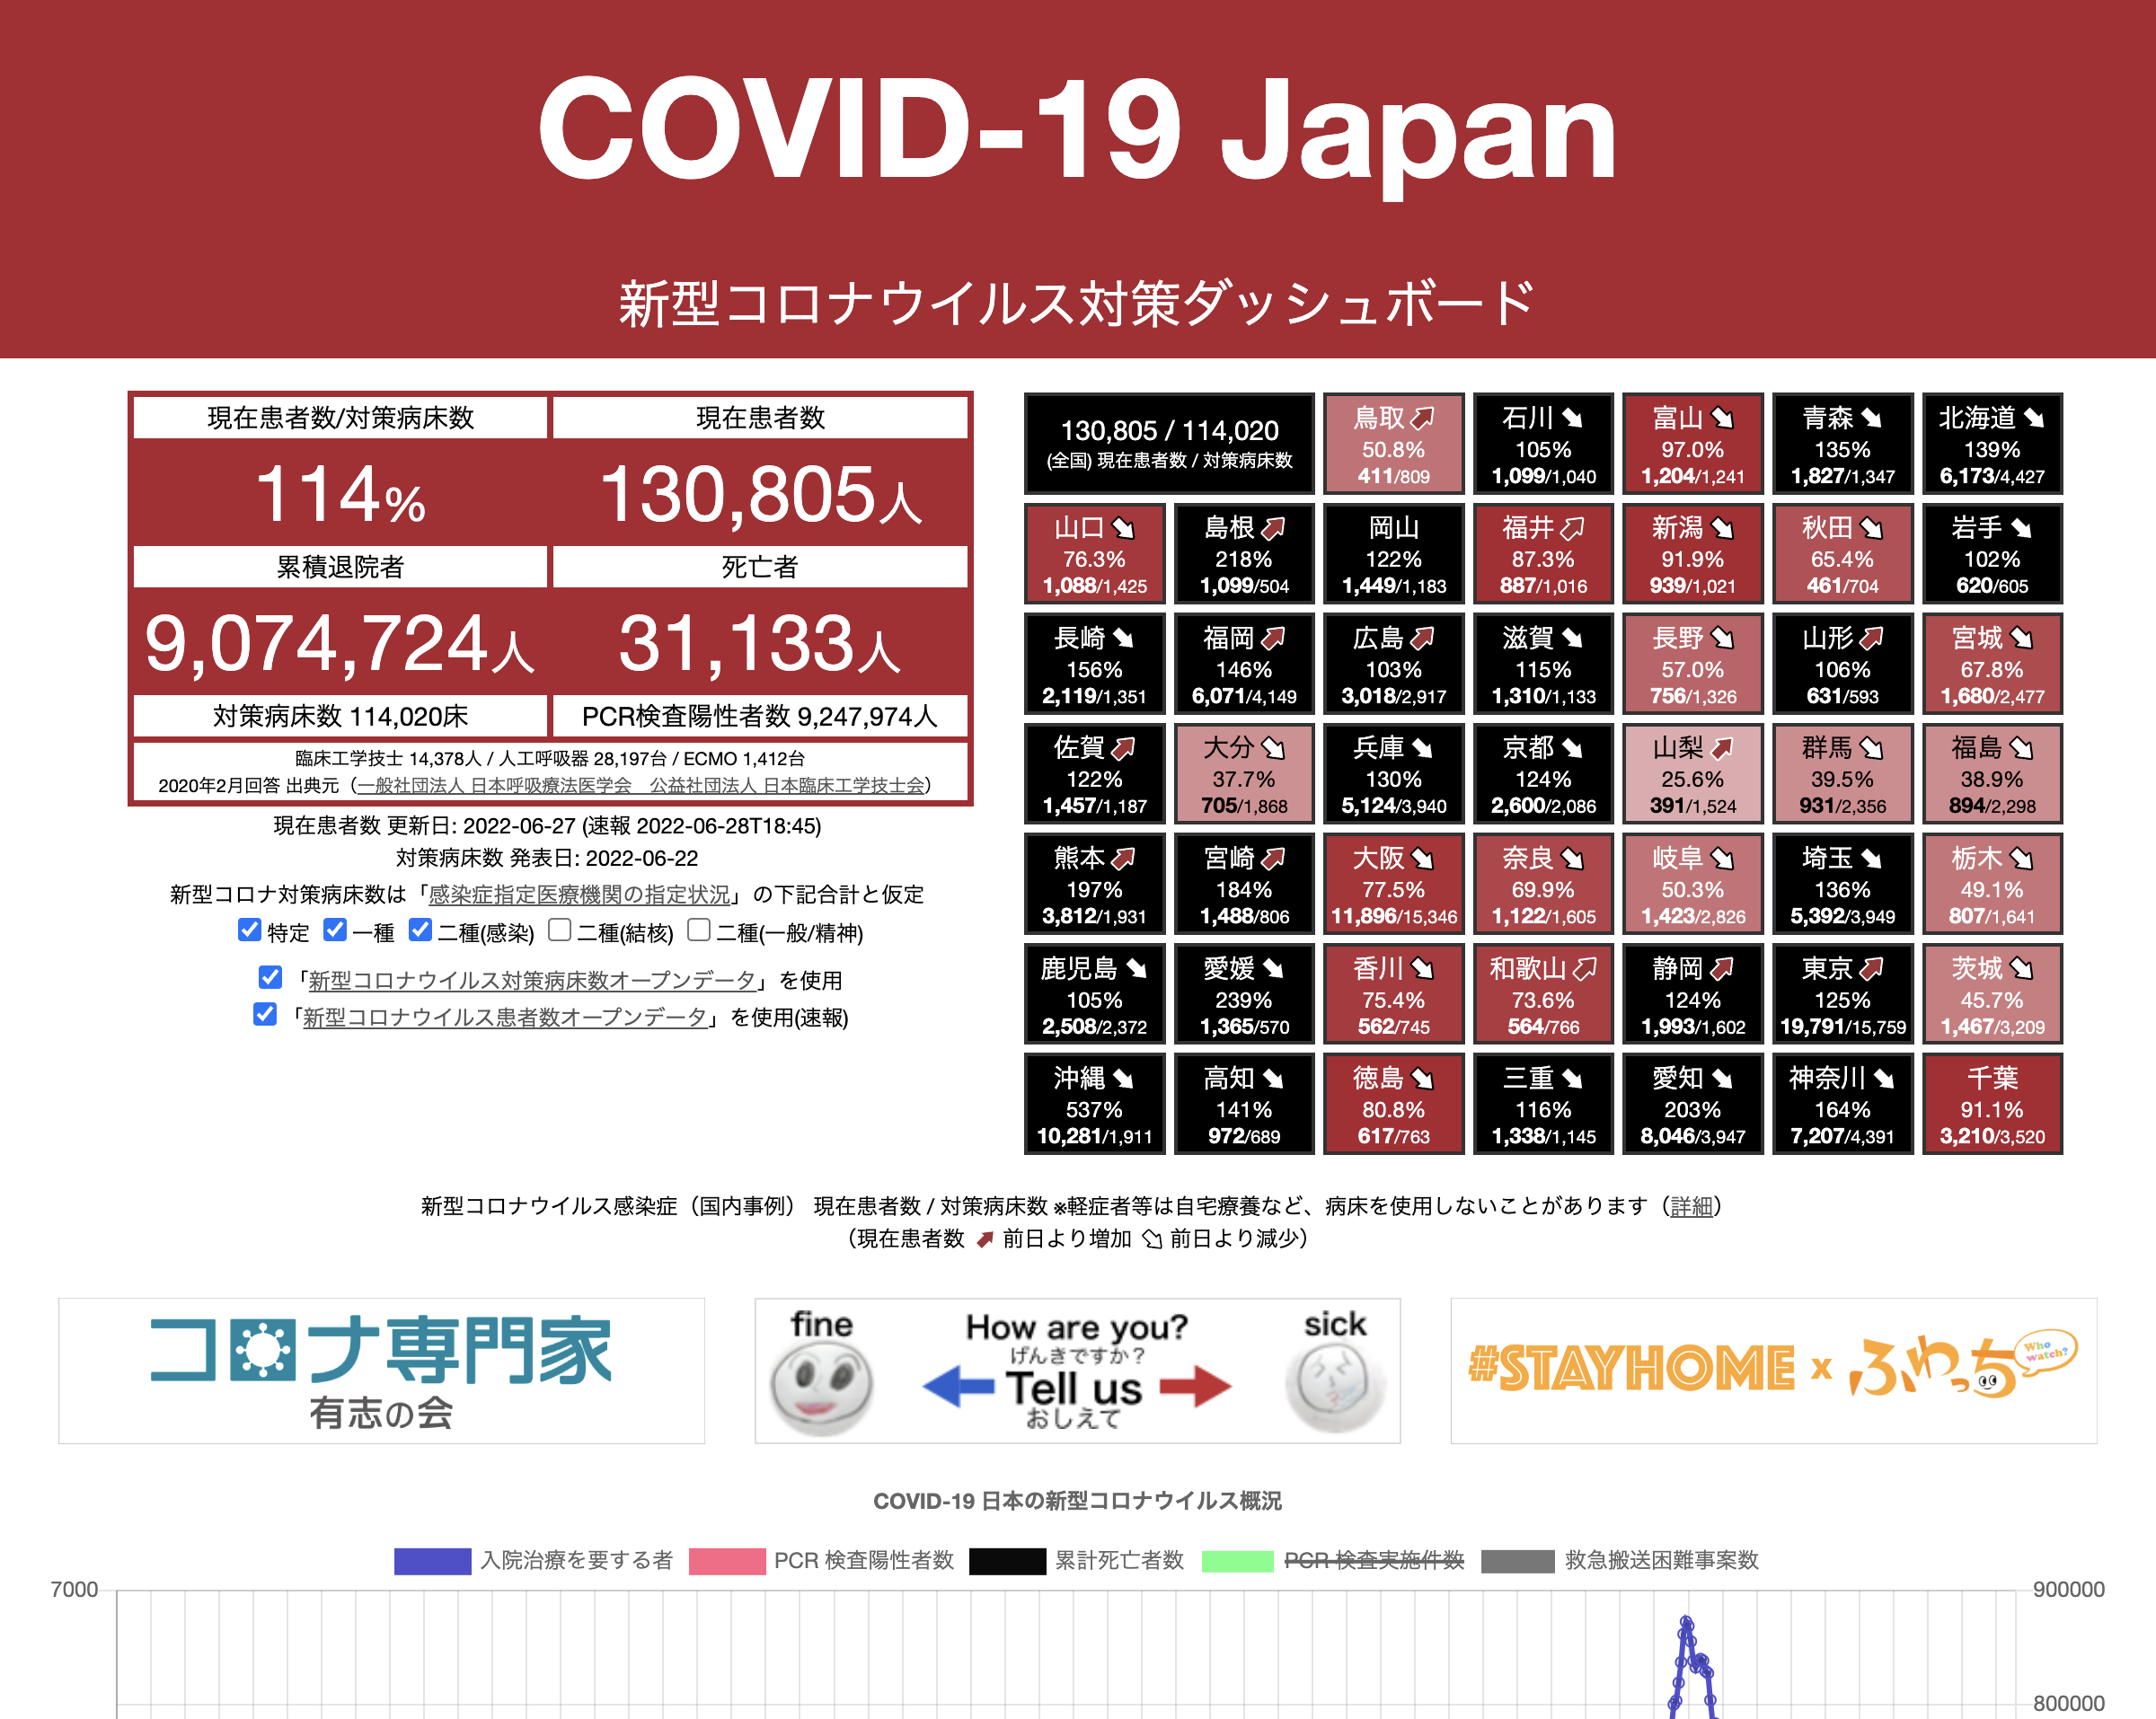 COVID-19 Japan
新型コロナウイルス対策ダッシュボード
現在患者数/対策病床数
現在患者数
114%
130,805人
累積退院者
死亡者
9,074,724人
31,133人
対策病床数 114,020床
PCR検査陽性者数 9,247,974人
臨床工学技士 14,378人 / 人工呼吸器 28,197台 / ECMO 1,412台
2020年2月回答 出典元（一般社団法人 日本呼吸療法医学会　公益社団法人 日本臨床工学技士会）
現在患者数 更新日: 2022-06-27 (速報 2022-06-28T18:45)
対策病床数 発表日: 2022-06-22
新型コロナ対策病床数は「感染症指定医療機関の指定状況」の下記合計と仮定
特定 一種 二種(感染) 二種(結核) 二種(一般/精神)
「新型コロナウイルス対策病床数オープンデータ」を使用
「新型コロナウイルス患者数オープンデータ」を使用(速報)
130,805 / 114,020
(全国) 現在患者数 / 対策病床数
鳥取
50.8%
411/809
石川
105%
1,099/1,040
富山
97.0%
1,204/1,241
青森
135%
1,827/1,347
北海道
139%
6,173/4,427
山口
76.3%
1,088/1,425
島根
218%
1,099/504
岡山
122%
1,449/1,183
福井
87.3%
887/1,016
新潟
91.9%
939/1,021
秋田
65.4%
461/704
岩手
102%
620/605
長崎
156%
2,119/1,351
福岡
146%
6,071/4,149
広島
103%
3,018/2,917
滋賀
115%
1,310/1,133
長野
57.0%
756/1,326
山形
106%
631/593
宮城
67.8%
1,680/2,477
佐賀
122%
1,457/1,187
大分
37.7%
705/1,868
兵庫
130%
5,124/3,940
京都
124%
2,600/2,086
山梨
25.6%
391/1,524
群馬
39.5%
931/2,356
福島
38.9%
894/2,298
熊本
197%
3,812/1,931
宮崎
184%
1,488/806
大阪
77.5%
11,896/15,346
奈良
69.9%
1,122/1,605
岐阜
50.3%
1,423/2,826
埼玉
136%
5,392/3,949
栃木
49.1%
807/1,641
鹿児島
105%
2,508/2,372
愛媛
239%
1,365/570
香川
75.4%
562/745
和歌山
73.6%
564/766
静岡
124%
1,993/1,602
東京
125%
19,791/15,759
茨城
45.7%
1,467/3,209
沖縄
537%
10,281/1,911
高知
141%
972/689
徳島
80.8%
617/763
三重
116%
1,338/1,145
愛知
203%
8,046/3,947
神奈川
164%
7,207/4,391
千葉
91.1%
3,210/3,520
新型コロナウイルス感染症（国内事例） 現在患者数 / 対策病床数 ※軽症者等は自宅療養など、病床を使用しないことがあります（詳細）
（現在患者数 前日より増加 前日より減少）
コロナ専門家
有志の会
fine
How are you?
げんきですか？
Tell us
おしえて
sick
#STAYHOME x ふわっち
Who watch?
COVID-19 日本の新型コロナウイルス概況
入院治療を要する者 PCR 検査陽性者数 累計死亡者数 PCR 検査実施件数 救急搬送困難事案数
7000
900000
800000